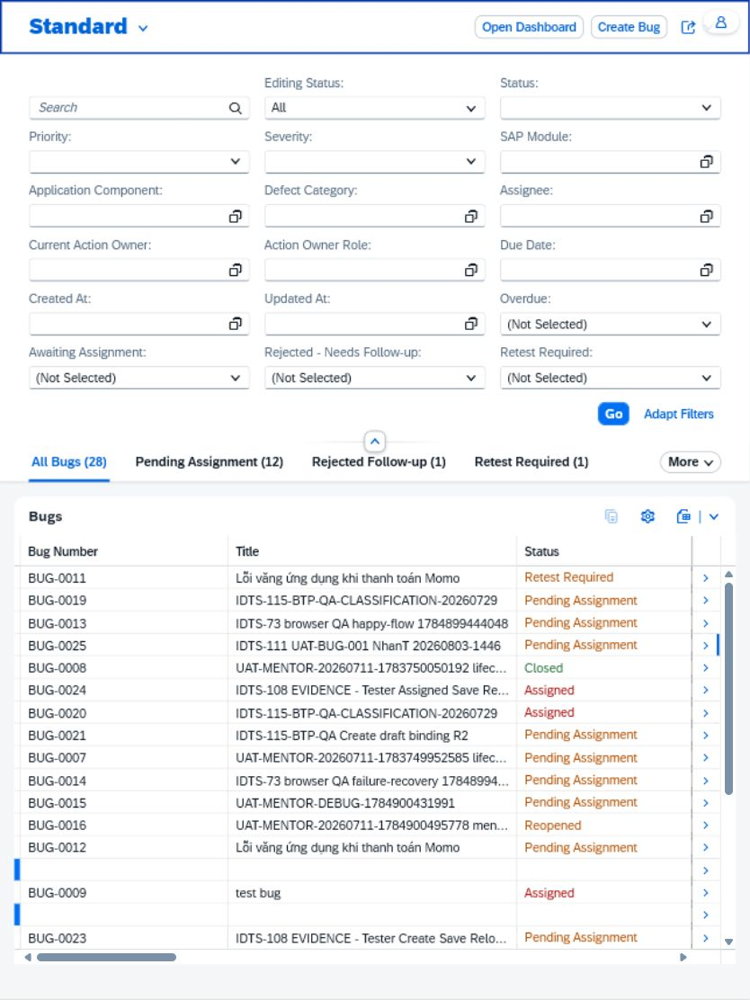 Standard
Open Dashboard
Create Bug
Search
Editing Status:
All
Status:
Priority:
Severity:
SAP Module:
Application Component:
Defect Category:
Assignee:
Current Action Owner:
Action Owner Role:
Due Date:
Created At:
Updated At:
Overdue:
(Not Selected)
Awaiting Assignment:
(Not Selected)
Rejected - Needs Follow-up:
(Not Selected)
Retest Required:
(Not Selected)
Go
Adapt Filters
All Bugs (28)
Pending Assignment (12)
Rejected Follow-up (1)
Retest Required (1)
More
Bugs
Bug Number Title Status
BUG-0011 Lỗi văng ứng dụng khi thanh toán Momo Retest Required
BUG-0019 IDTS-115-BTP-QA-CLASSIFICATION-20260729 Pending Assignment
BUG-0013 IDTS-73 browser QA happy-flow 1784899444048 Pending Assignment
BUG-0025 IDTS-111 UAT-BUG-001 NhanT 20260803-1446 Pending Assignment
BUG-0008 UAT-MENTOR-20260711-1783750050192 lifec... Closed
BUG-0024 IDTS-108 EVIDENCE - Tester Assigned Save Re... Assigned
BUG-0020 IDTS-115-BTP-QA-CLASSIFICATION-20260729 Assigned
BUG-0021 IDTS-115-BTP-QA Create draft binding R2 Pending Assignment
BUG-0007 UAT-MENTOR-20260711-1783749952585 lifec... Pending Assignment
BUG-0014 IDTS-73 browser QA failure-recovery 17848994... Pending Assignment
BUG-0015 UAT-MENTOR-DEBUG-1784900431991 Pending Assignment
BUG-0016 UAT-MENTOR-20260711-1784900495778 men... Reopened
BUG-0012 Lỗi văng ứng dụng khi thanh toán Momo Pending Assignment
BUG-0009 test bug Assigned
BUG-0023 IDTS-108 EVIDENCE - Tester Create Save Relo... Pending Assignment